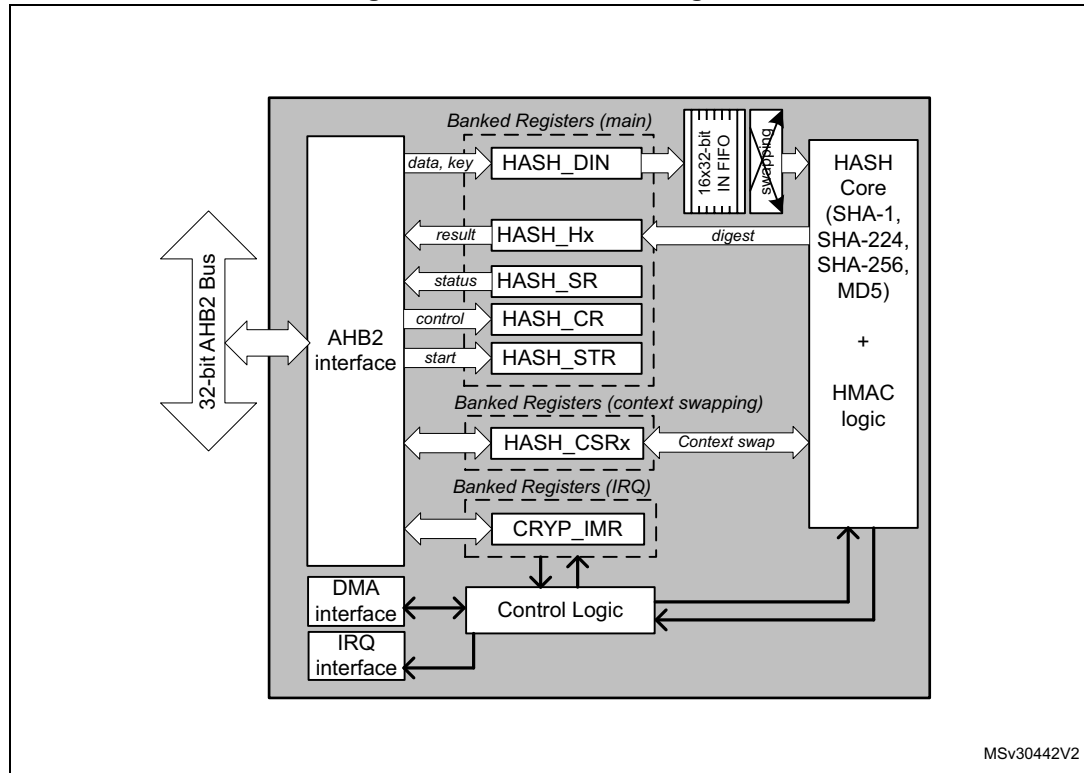 Banked Registers (main)
data, key
HASH_DIN
16x32-bit
IN FIFO
swapping
HASH
Core
(SHA-1,
SHA-224,
SHA-256,
MD5)
+
HMAC
logic
result
HASH_Hx
digest
status
HASH_SR
control
HASH_CR
start
HASH_STR
32-bit AHB2 Bus
AHB2
interface
Banked Registers (context swapping)
HASH_CSRx
Context swap
Banked Registers (IRQ)
CRYP_IMR
DMA
interface
Control Logic
IRQ
interface
MSv30442V2